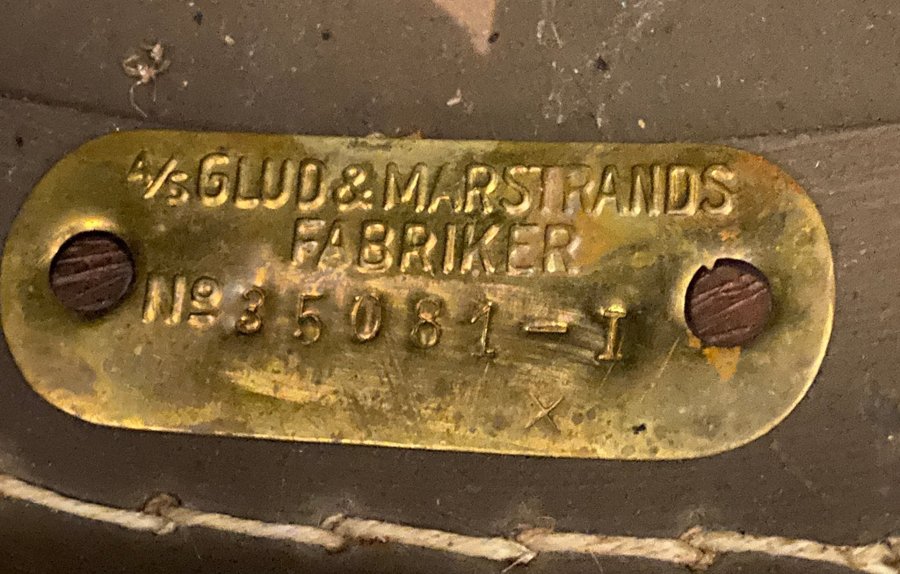 A/S GLUD & MARSTRANDS
FABRIKER
No 35081-I
X